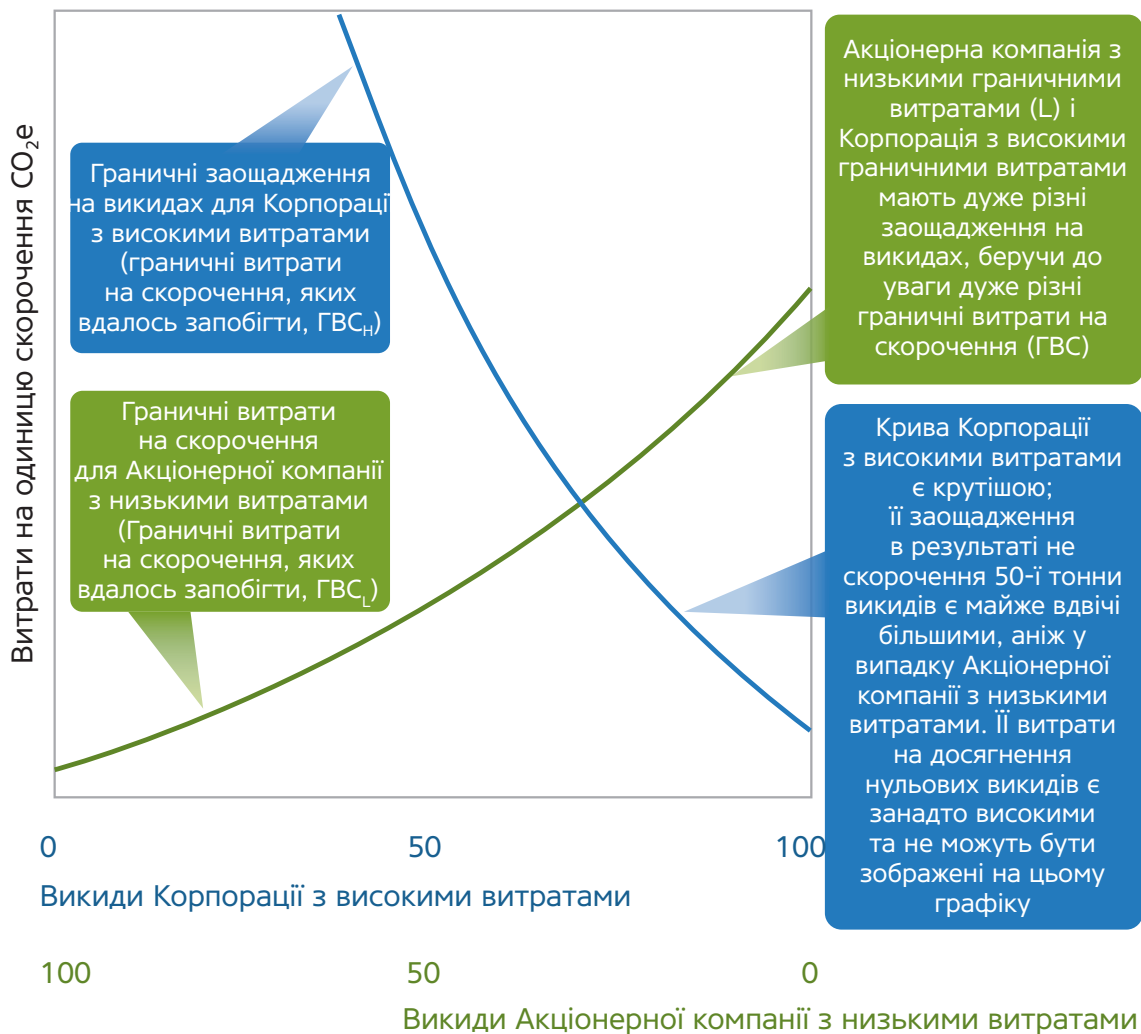 Витрати на одиницю скорочення CO₂e
Граничні заощадження
на викидах для Корпорації
з високими витратами
(граничні витрати
на скорочення, яких
вдалось запобігти, ГВСH)
Граничні витрати
на скорочення
для Акціонерної компанії
з низькими витратами
(Граничні витрати
на скорочення, яких
вдалось запобігти, ГВСL)
Акціонерна компанія з
низькими граничними
витратами (L) і
Корпорація з високими
граничними витратами
мають дуже різні
заощадження на
викидах, беручи до
уваги дуже різні
граничні витрати на
скорочення (ГВС)
Крива Корпорації
з високими витратами
є крутішою;
її заощадження
в результаті не
скорочення 50-ї тонни
викидів є майже вдвічі
більшими, аніж у
випадку Акціонерної
компанії з низькими
витратами. ЇЇ витрати
на досягнення
нульових викидів є
занадто високими
та не можуть бути
зображені на цьому
графіку
0 50 100
Викиди Корпорації з високими витратами
100 50 0
Викиди Акціонерної компанії з низькими витратами